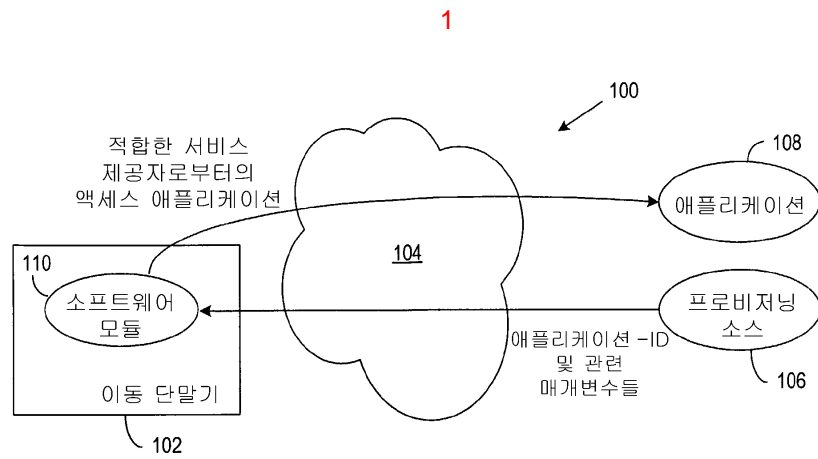 1
100
적합한 서비스
제공자로부터의
액세스 애플리케이션
108
애플리케이션
104
110
소프트웨어
모듈
프로비저닝
소스
애플리케이션-ID
및 관련
매개변수들
106
이동 단말기
102